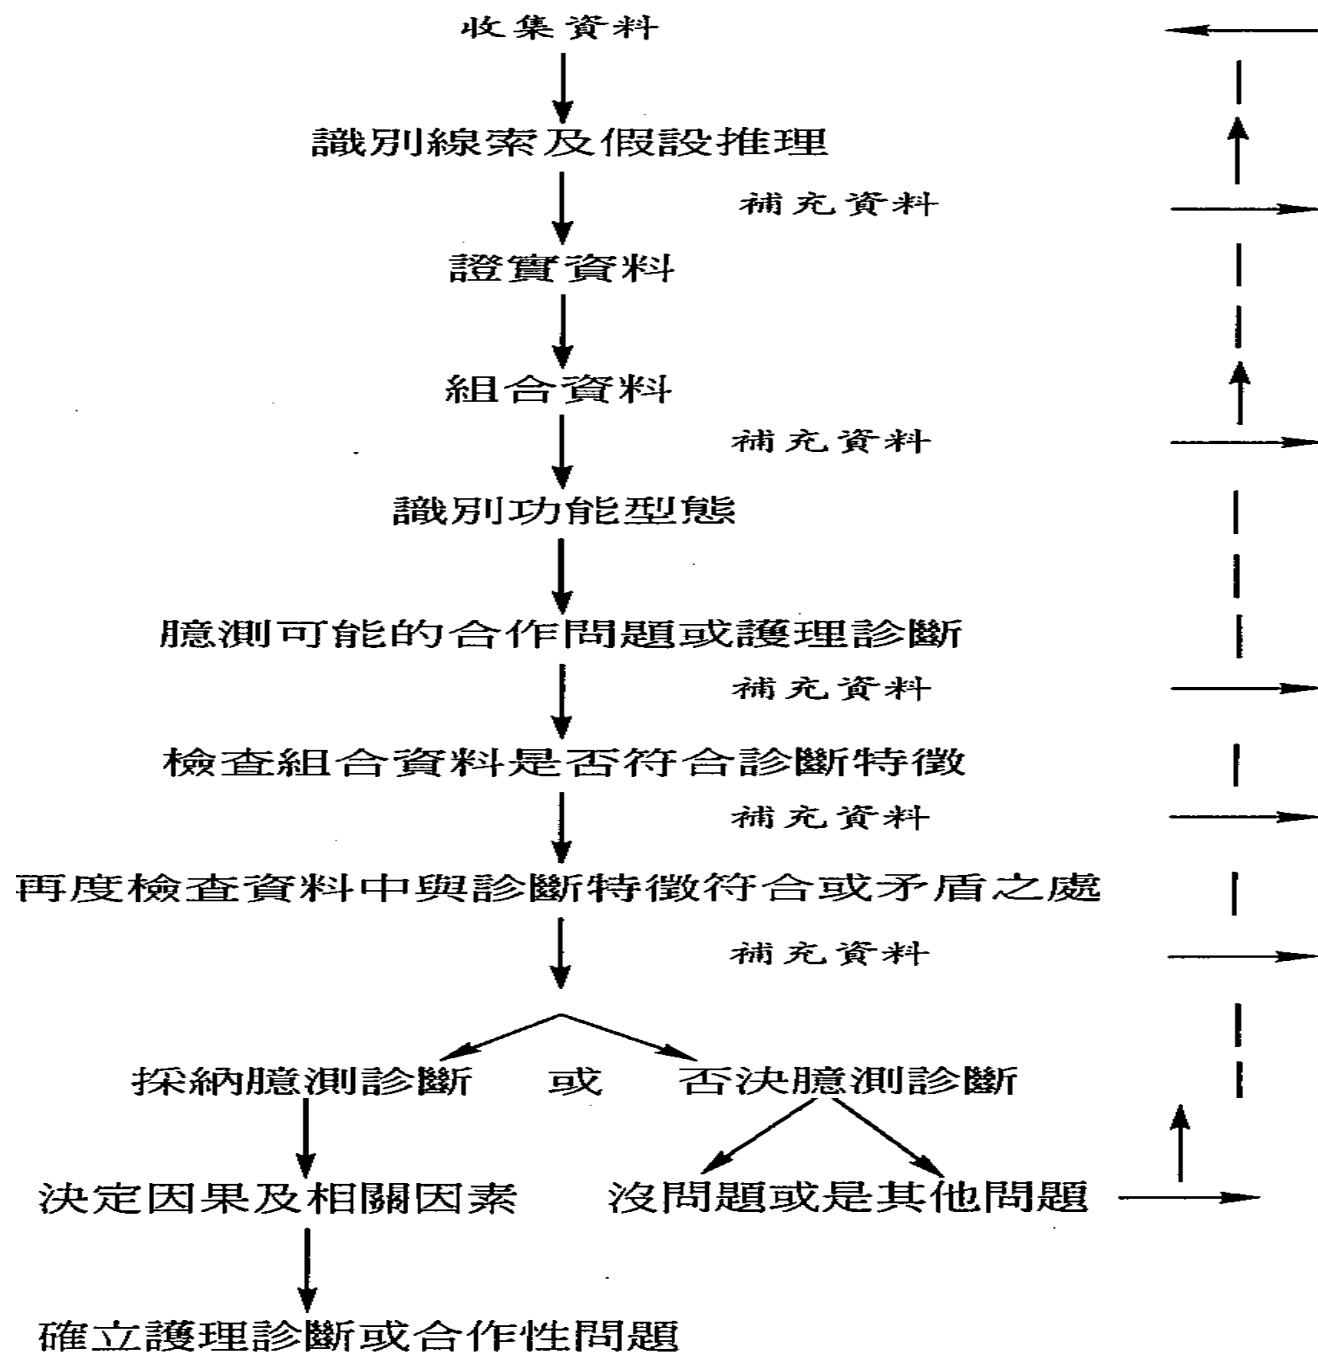 收集資料
識別線索及假設推理
補充資料
證實資料
組合資料
補充資料
識別功能型態
臆測可能的合作問題或護理診斷
補充資料
檢查組合資料是否符合診斷特徵
補充資料
再度檢查資料中與診斷特徵符合或矛盾之處
補充資料
採納臆測診斷 或 否決臆測診斷
決定因果及相關因素 沒問題或是其他問題
確立護理診斷或合作性問題